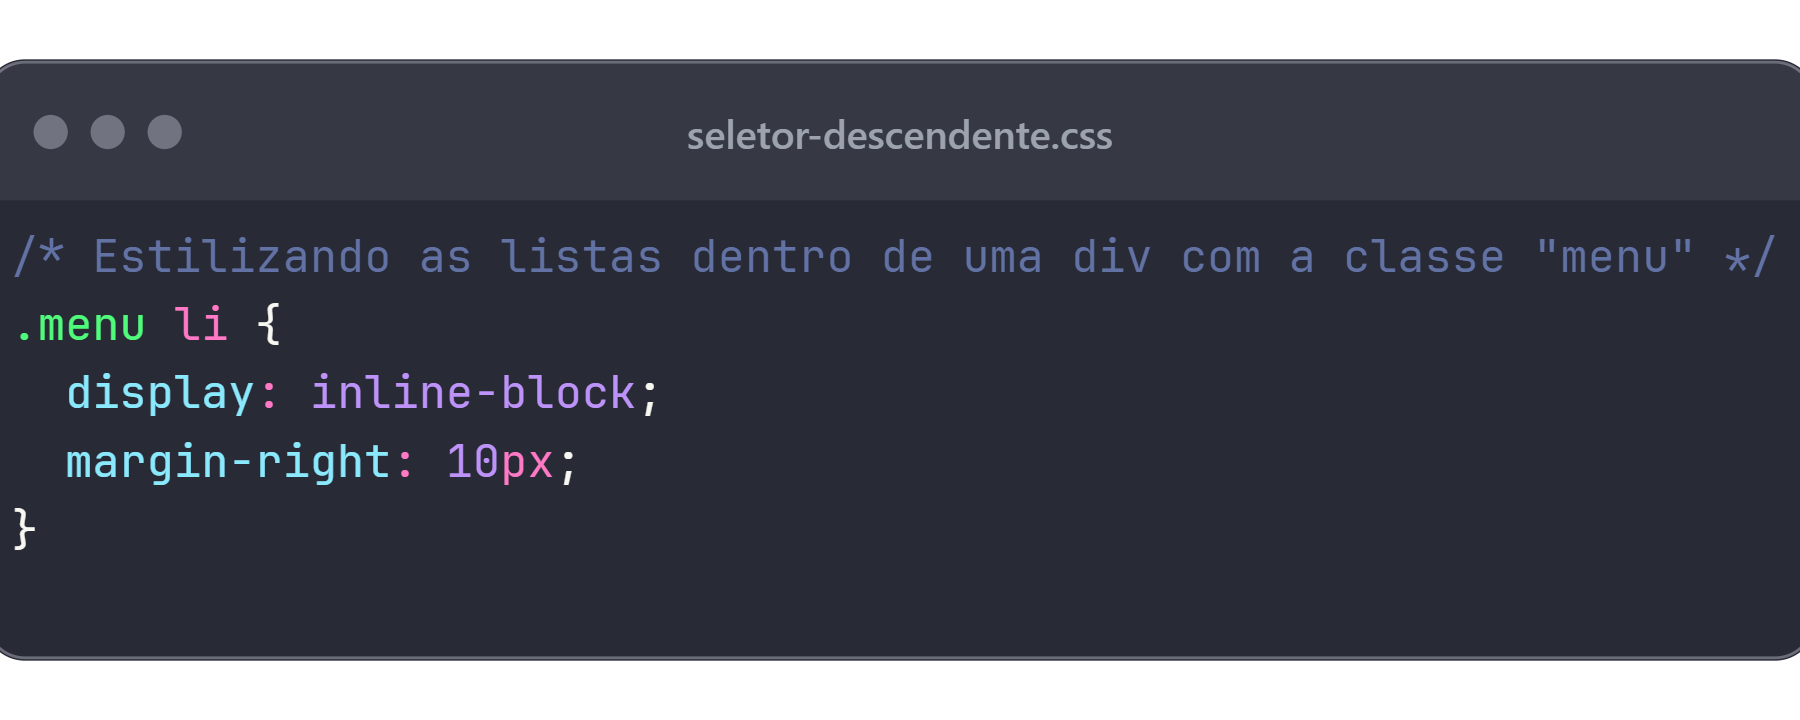 seletor-descendente.css
/* Estilizando as listas dentro de uma div com a classe "menu" */
.menu li {
  display: inline-block;
  margin-right: 10px;
}